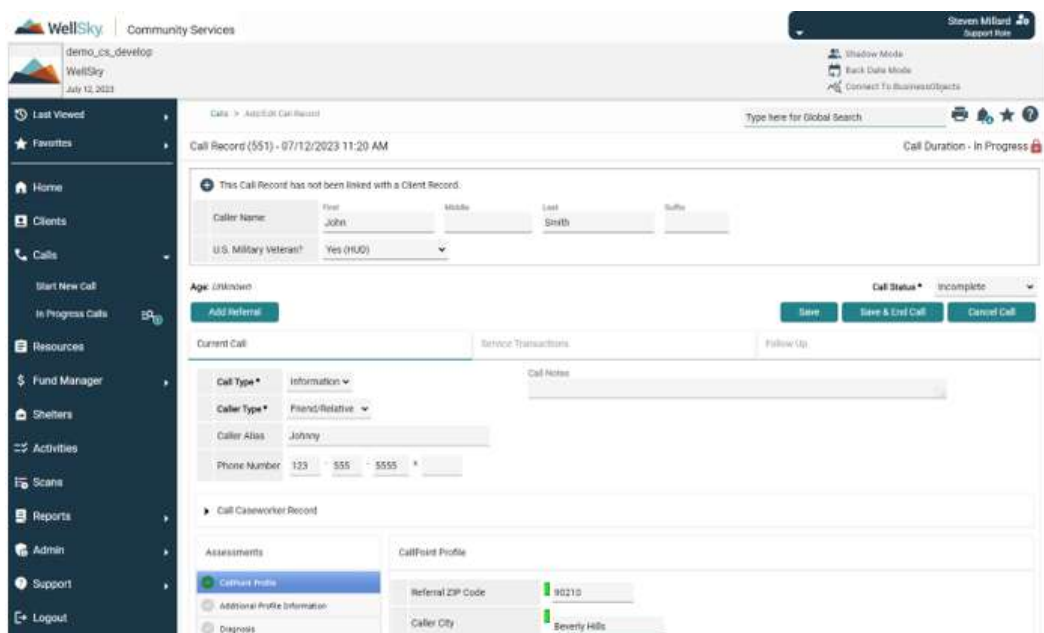 WellSky Community Services
Steven Millard
Support Role
demo_cs_develop
WellSky
July 12, 2023
Shadow Mode
Back Date Mode
Connect To BusinessObjects
Last Viewed
Favorites
Home
Clients
Calls
Start New Call
In Progress Calls
Resources
Fund Manager
Shelters
Activities
Scans
Reports
Admin
Support
Logout
Calls > Add/Edit Call Record
Type here for Global Search
Call Record (551) - 07/12/2023 11:20 AM
Call Duration - In Progress
This Call Record has not been linked with a Client Record.
First Middle Last Suffix
Caller Name John Smith
U.S. Military Veteran? Yes (HUD)
Age: Unknown
Call Status * Incomplete
Add Referral
Save Save & End Call Cancel Call
Current Call Service Transactions Follow Up
Call Type * Information
Call Notes
Caller Type * Friend/Relative
Caller Alias Johnny
Phone Number 123 - 555 - 5555 x
Call Caseworker Record
Assessments
CallPoint Profile
Additional Profile Information
Diagnosis
CallPoint Profile
Referral ZIP Code 90210
Caller City Beverly Hills